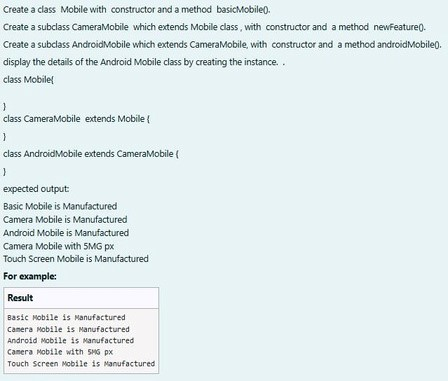 Create a class Mobile with constructor and a method basicMobile().
Create a subclass CameraMobile which extends Mobile class , with constructor and a method newFeature().
Create a subclass AndroidMobile which extends CameraMobile, with constructor and a method androidMobile().
display the details of the Android Mobile class by creating the instance. .
class Mobile{
}
class CameraMobile extends Mobile {
}
class AndroidMobile extends CameraMobile {
}
expected output:
Basic Mobile is Manufactured
Camera Mobile is Manufactured
Android Mobile is Manufactured
Camera Mobile with 5MG px
Touch Screen Mobile is Manufactured
For example:
Result
Basic Mobile is Manufactured
Camera Mobile is Manufactured
Android Mobile is Manufactured
Camera Mobile with 5MG px
Touch Screen Mobile is Manufactured